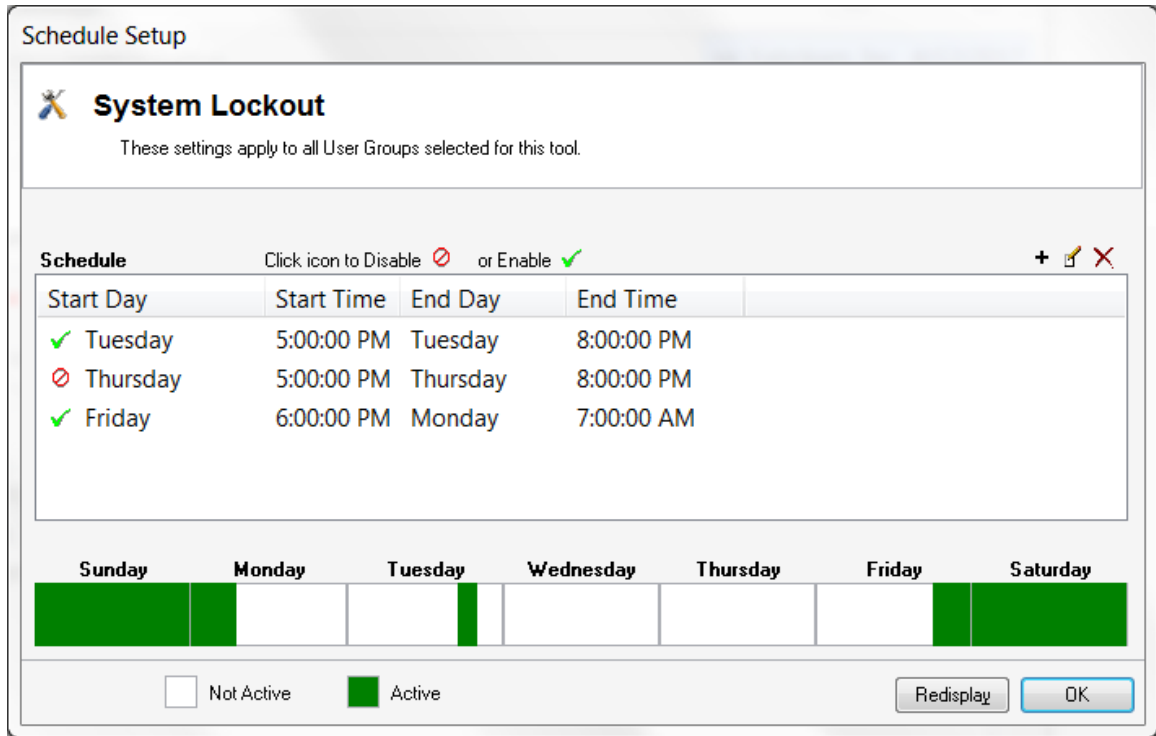 Schedule Setup
System Lockout
These settings apply to all User Groups selected for this tool.
Schedule Click icon to Disable or Enable
Start Day Start Time End Day End Time
Tuesday 5:00:00 PM Tuesday 8:00:00 PM
Thursday 5:00:00 PM Thursday 8:00:00 PM
Friday 6:00:00 PM Monday 7:00:00 AM
Sunday Monday Tuesday Wednesday Thursday Friday Saturday
Not Active Active Redisplay OK